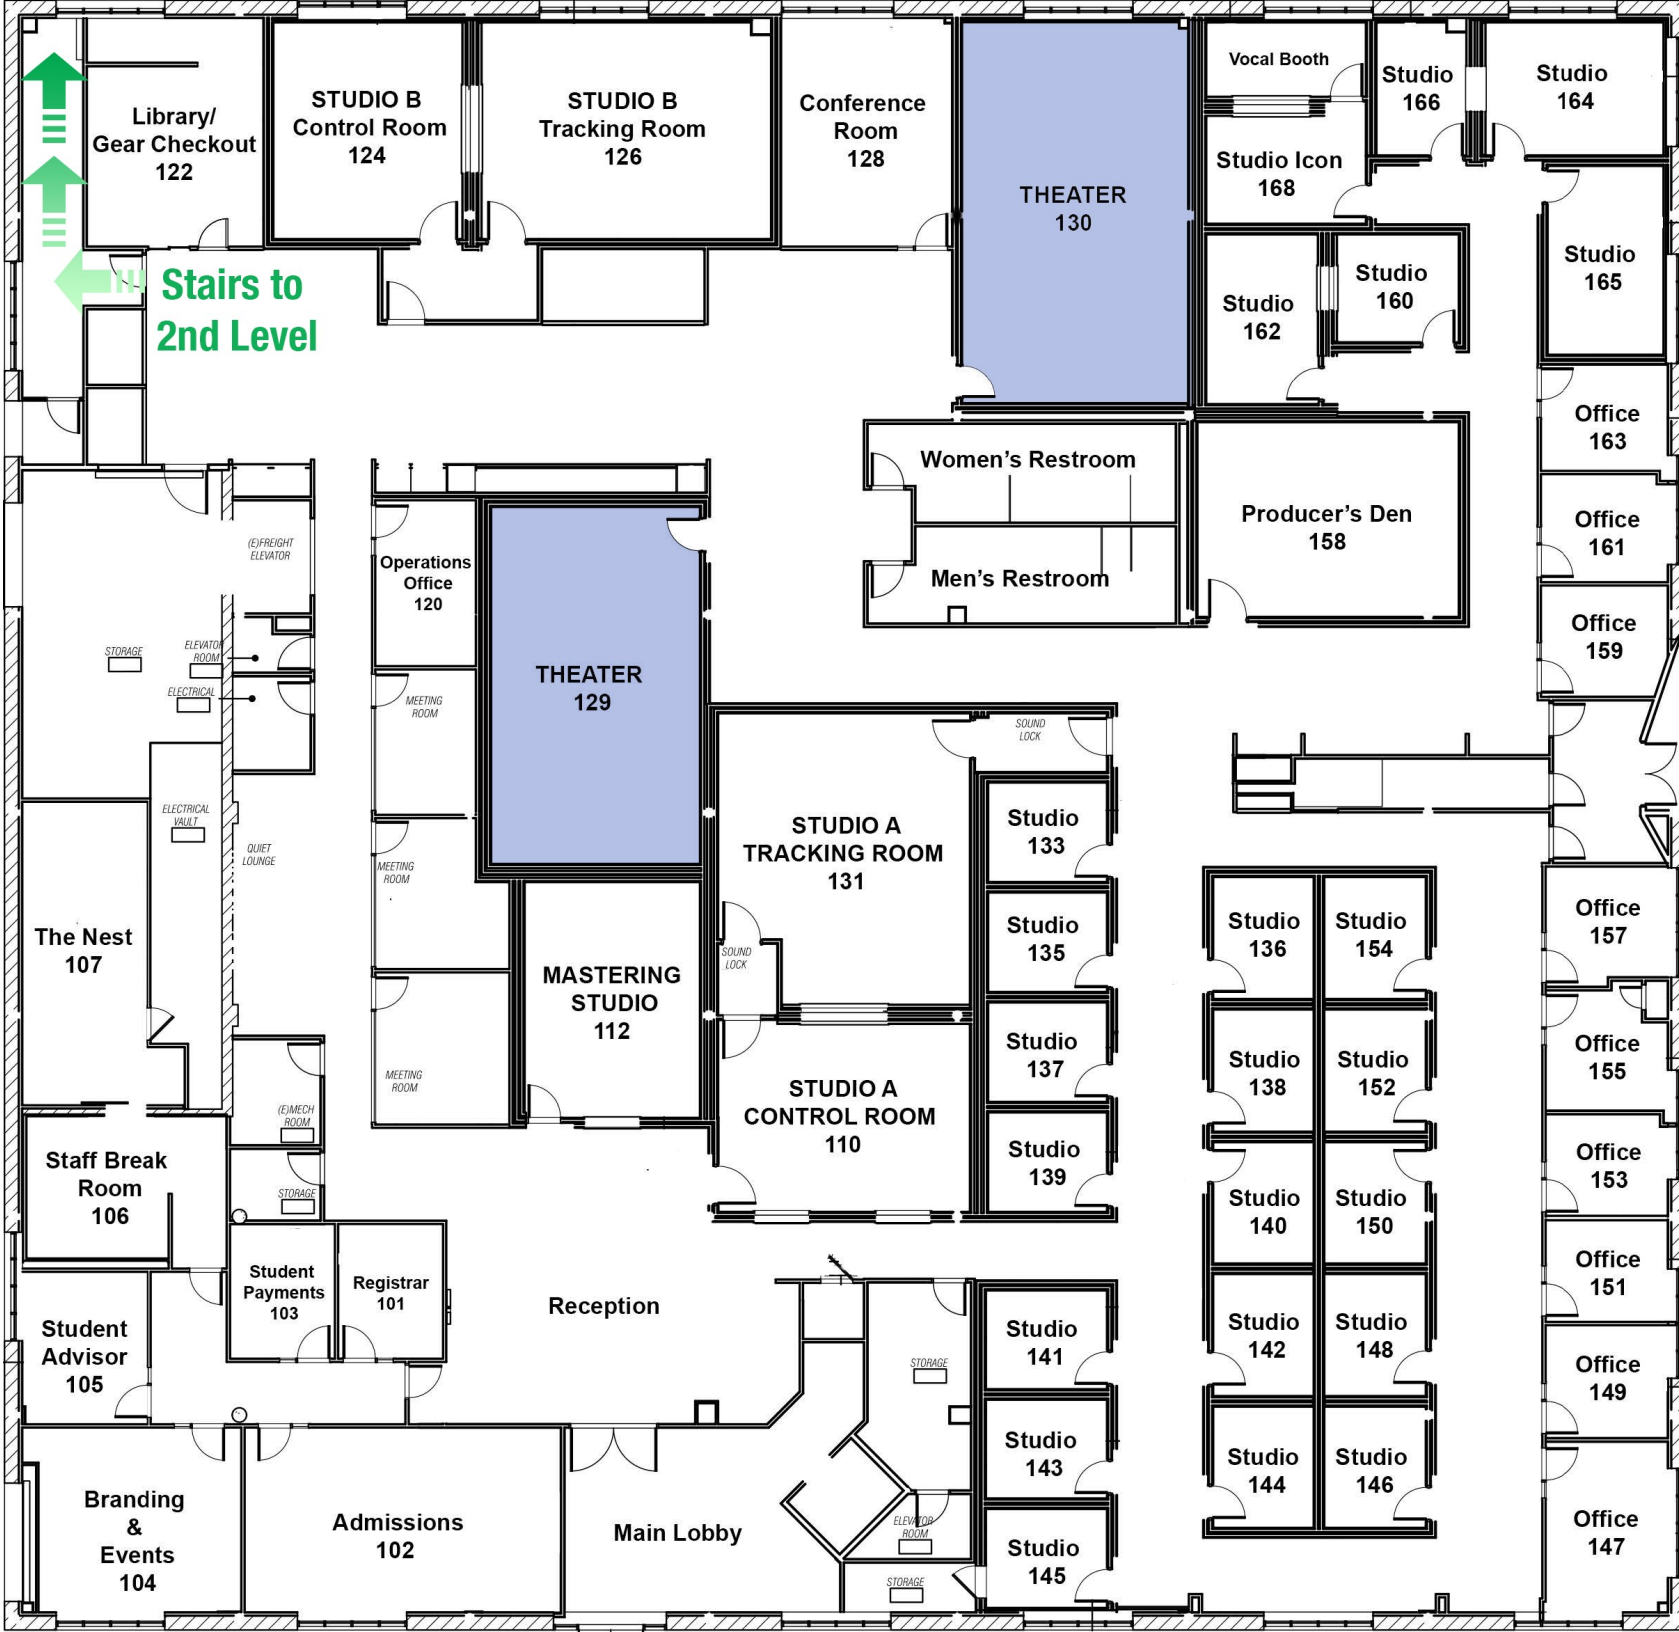 Library/
Gear Checkout
122
STUDIO B
Control Room
124
STUDIO B
Tracking Room
126
Conference
Room
128
THEATER
130
Vocal Booth
Studio
166
Studio
164
Studio Icon
168
Studio
165
Studio
162
Studio
160
Stairs to
2nd Level
Office
163
Women's Restroom
Men's Restroom
Producer's Den
158
Office
161
Office
159
(E)FREIGHT
ELEVATOR
Operations
Office
120
THEATER
129
STORAGE
ELEVATOR
ROOM
ELECTRICAL
MEETING
ROOM
SOUND
LOCK
ELECTRICAL
VAULT
QUIET
LOUNGE
MEETING
ROOM
STUDIO A
TRACKING ROOM
131
Studio
133
Studio
135
Studio
136
Studio
154
Office
157
The Nest
107
SOUND
LOCK
MASTERING
STUDIO
112
Studio
137
Studio
138
Studio
152
Office
155
MEETING
ROOM
(E)MECH
ROOM
STUDIO A
CONTROL ROOM
110
Staff Break
Room
106
STORAGE
Studio
139
Studio
140
Studio
150
Office
153
Student
Payments
103
Registrar
101
Reception
Office
151
Student
Advisor
105
STORAGE
Studio
141
Studio
142
Studio
148
Office
149
Studio
143
Studio
144
Studio
146
Branding
&
Events
104
Admissions
102
Main Lobby
ELEVATOR
ROOM
STORAGE
Studio
145
Office
147